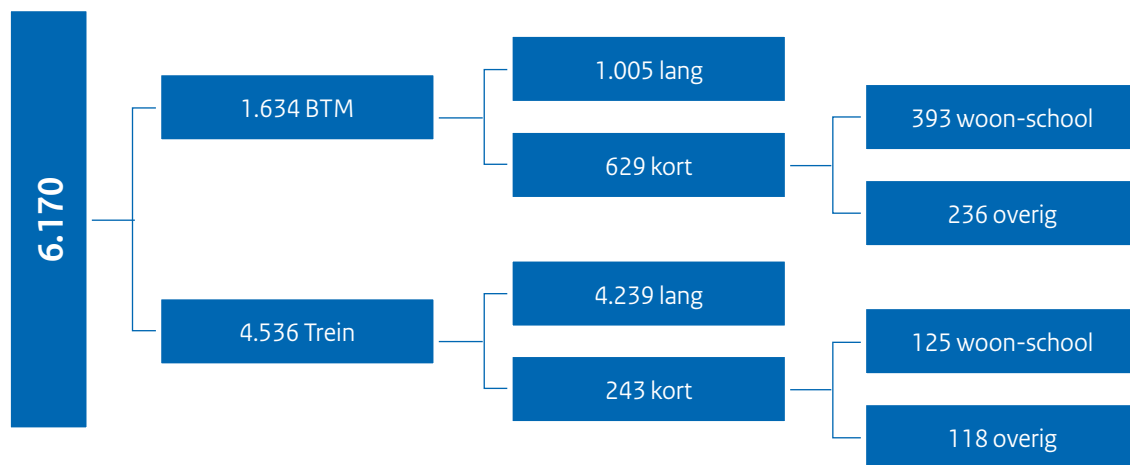 6.170
1.634 BTM
4.536 Trein
1.005 lang
629 kort
4.239 lang
243 kort
393 woon-school
236 overig
125 woon-school
118 overig